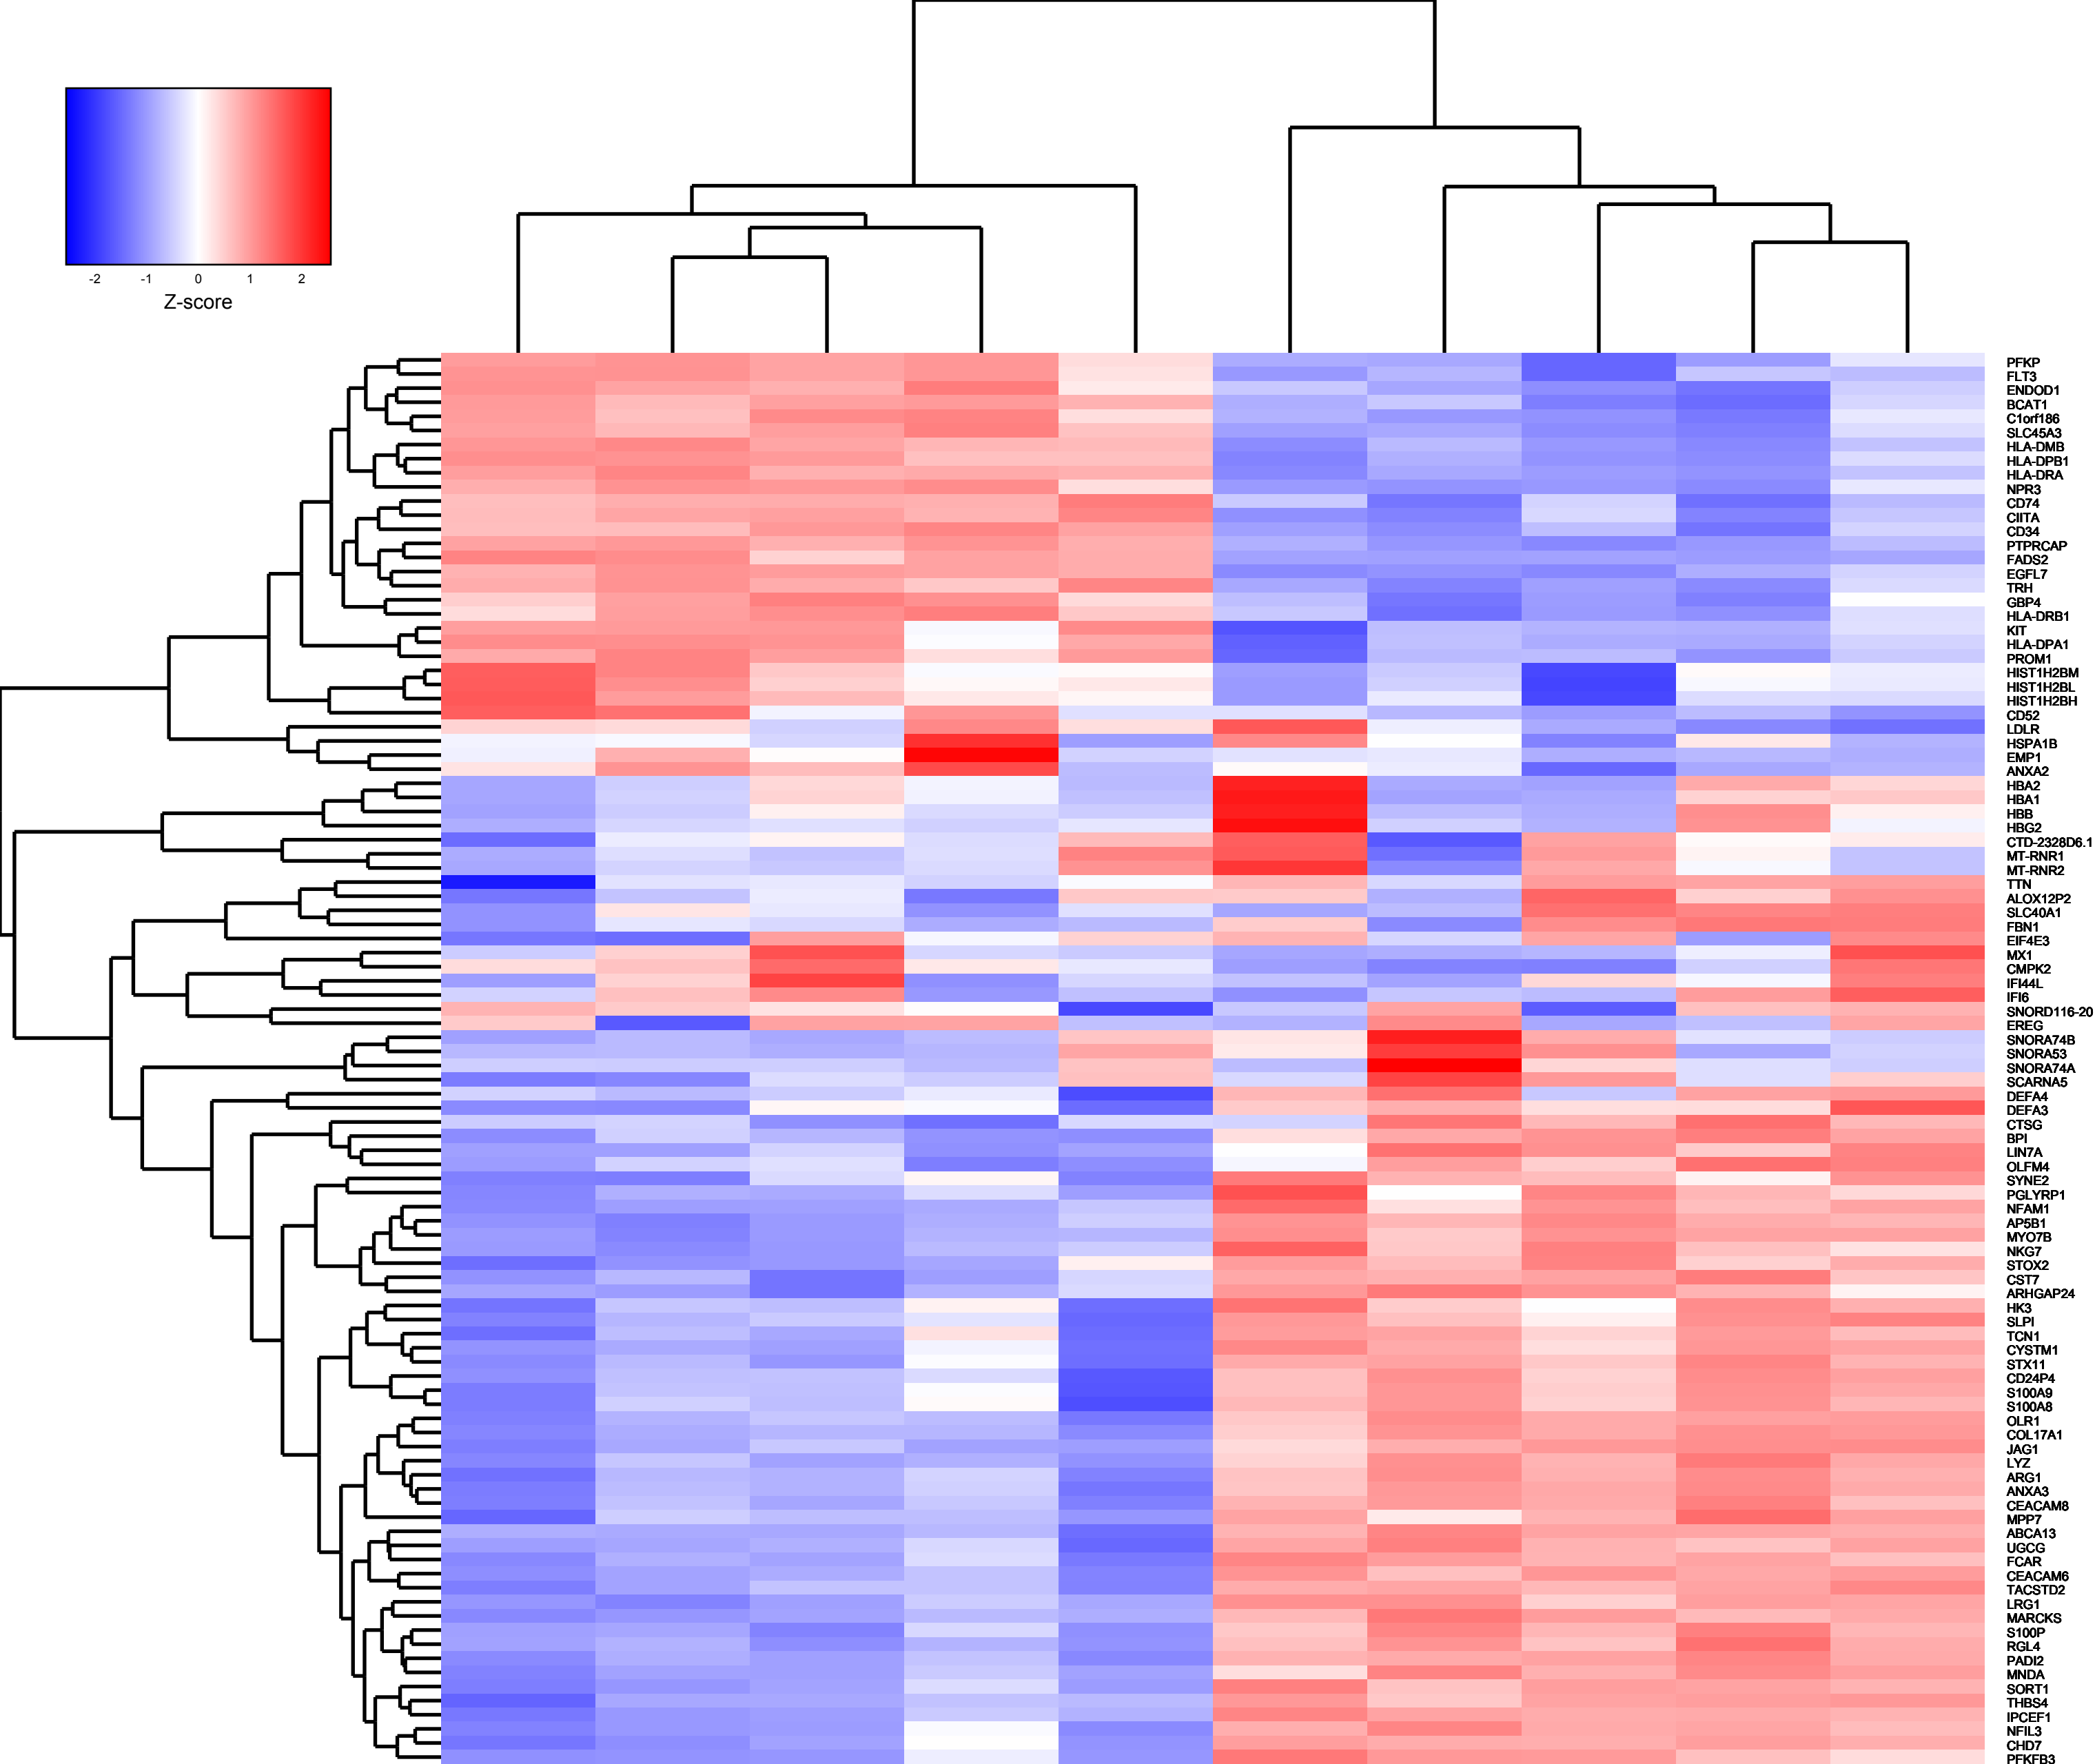 -2 -1 0 1 2
Z-score
PFKP
FLT3
ENDOD1
BCAT1
C1orf186
SLC45A3
HLA-DMB
HLA-DPB1
HLA-DRA
NPR3
CD74
CIITA
CD34
PTPRCAP
FADS2
EGFL7
TRH
GBP4
HLA-DRB1
KIT
HLA-DPA1
PROM1
HIST1H2BM
HIST1H2BL
HIST1H2BH
CD52
LDLR
HSPA1B
EMP1
ANXA2
HBA2
HBA1
HBB
HBG2
CTD-2328D6.1
MT-RNR1
MT-RNR2
TTN
ALOX12P2
SLC40A1
FBN1
EIF4E3
MX1
CMPK2
IFI44L
IFI6
SNORD116-20
EREG
SNORA74B
SNORA53
SNORA74A
SCARNA5
DEFA4
DEFA3
CTSG
BPI
LIN7A
OLFM4
SYNE2
PGLYRP1
NFAM1
AP5B1
MYO7B
NKG7
STOX2
CST7
ARHGAP24
HK3
SLPI
TCN1
CYSTM1
STX11
CD24P4
S100A9
S100A8
OLR1
COL17A1
JAG1
LYZ
ARG1
ANXA3
CEACAM8
MPP7
ABCA13
UGCG
FCAR
CEACAM6
TACSTD2
LRG1
MARCKS
S100P
RGL4
PADI2
MNDA
SORT1
THBS4
IPCEF1
NFIL3
CHD7
PFKFB3